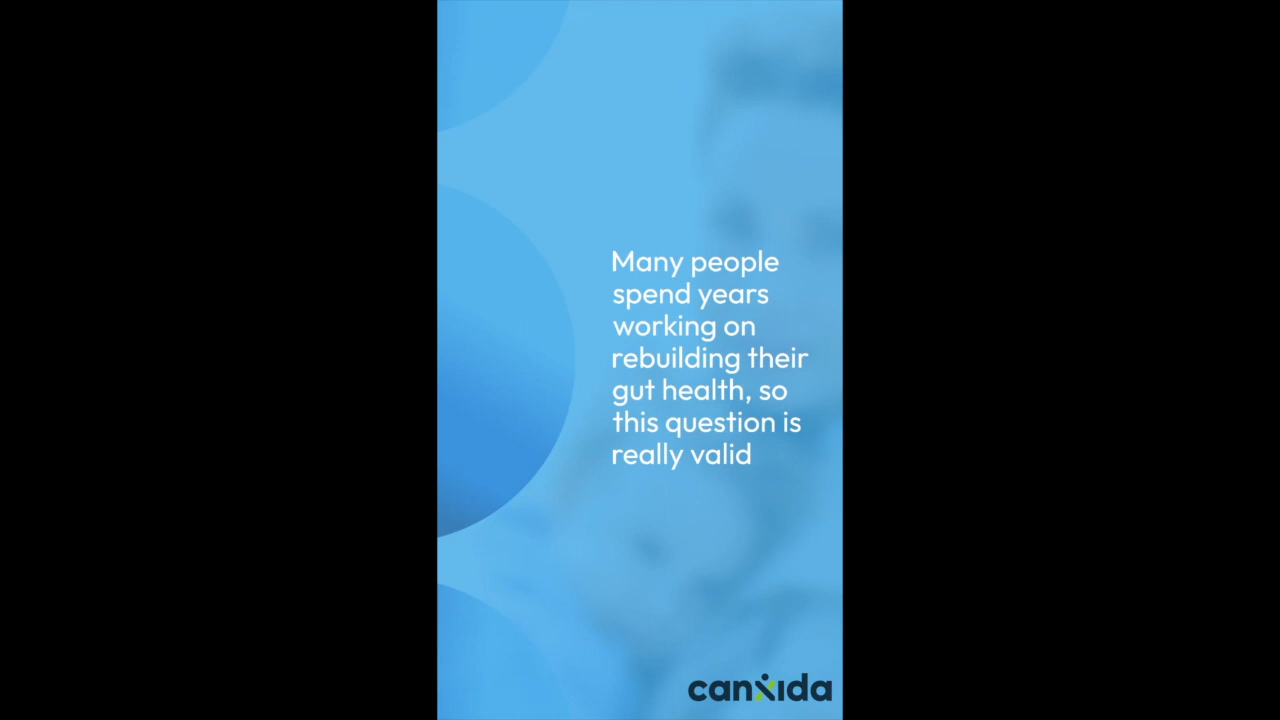 Many people
spend years
working on
rebuilding their
gut health, so
this question is
really valid
canxida